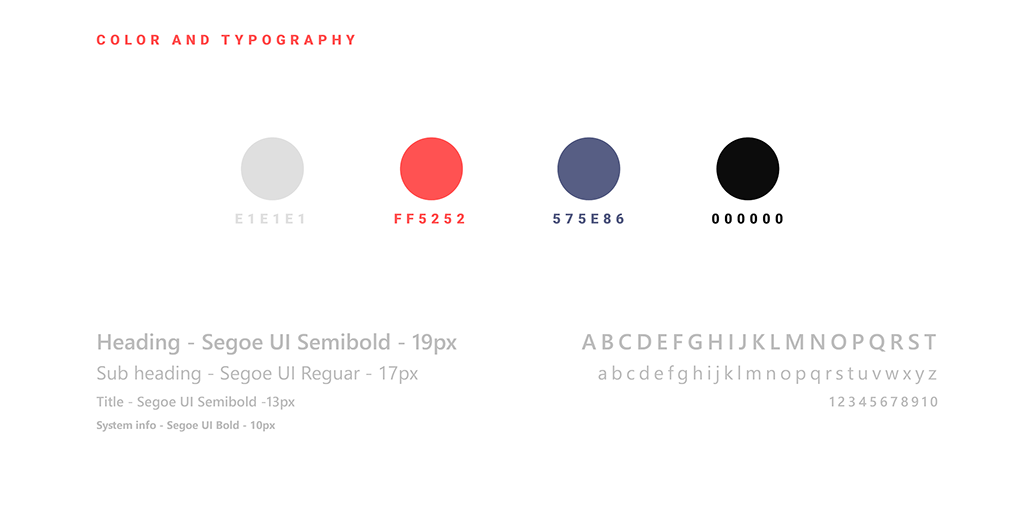 COLOR AND TYPOGRAPHY
E1E1E1 FF5252 575E86 000000
Heading - Segoe UI Semibold - 19px
Sub heading - Segoe UI Reguar - 17px
Title - Segoe UI Semibold -13px
System info - Segoe UI Bold - 10px
ABCDEFGHIJKLMNOPQRST
abcdefghijklmnopqrstuvwxyz
12345678910